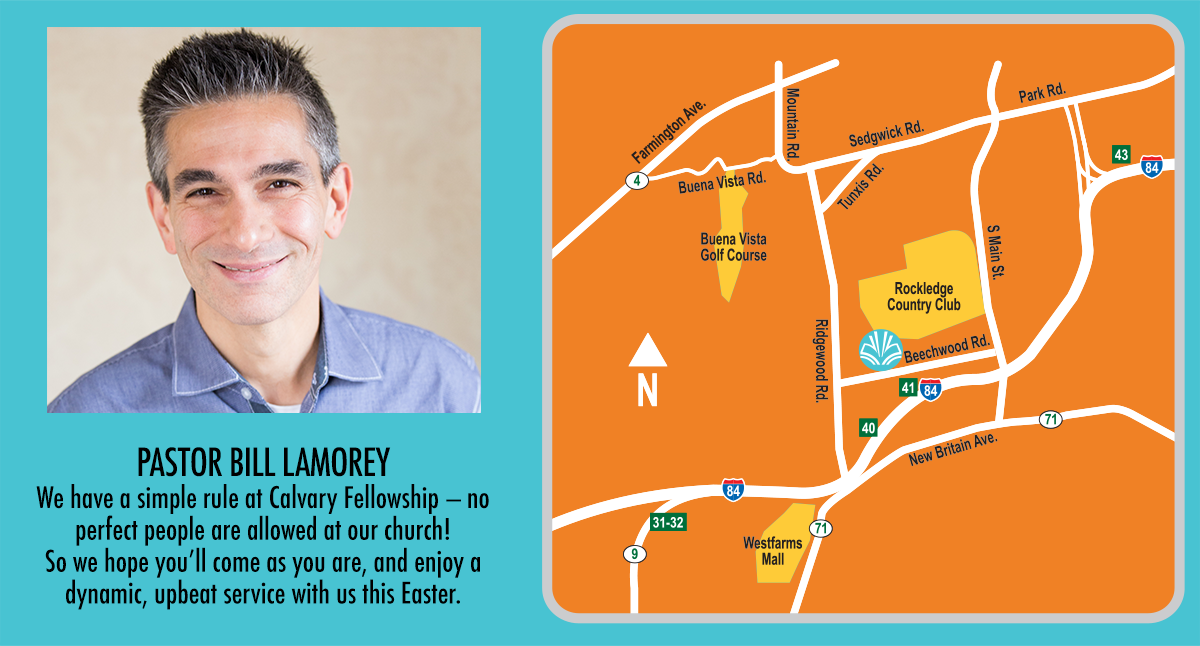 PASTOR BILL LAMOREY
We have a simple rule at Calvary Fellowship – no
perfect people are allowed at our church!
So we hope you'll come as you are, and enjoy a
dynamic, upbeat service with us this Easter.
Farmington Ave.
Mountain Rd.
Sedgwick Rd.
Park Rd.
43
84
4
Buena Vista Rd.
Tunxis Rd.
Buena Vista
Golf Course
S Main St.
Rockledge
Country Club
Ridgewood Rd.
Beechwood Rd.
N
41
84
40
71
New Britain Ave.
84
31-32
71
9
Westfarms
Mall